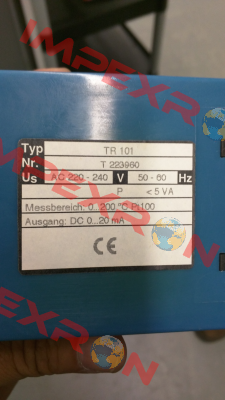 Typ TR 101
Nr. T 223960
Us AC 220 - 240 V 50 - 60 Hz
P < 5 VA
Messbereich: 0...200 °C Pt100
Ausgang: DC 0...20 mA
CE
IMPEXRON
IMPEXRON